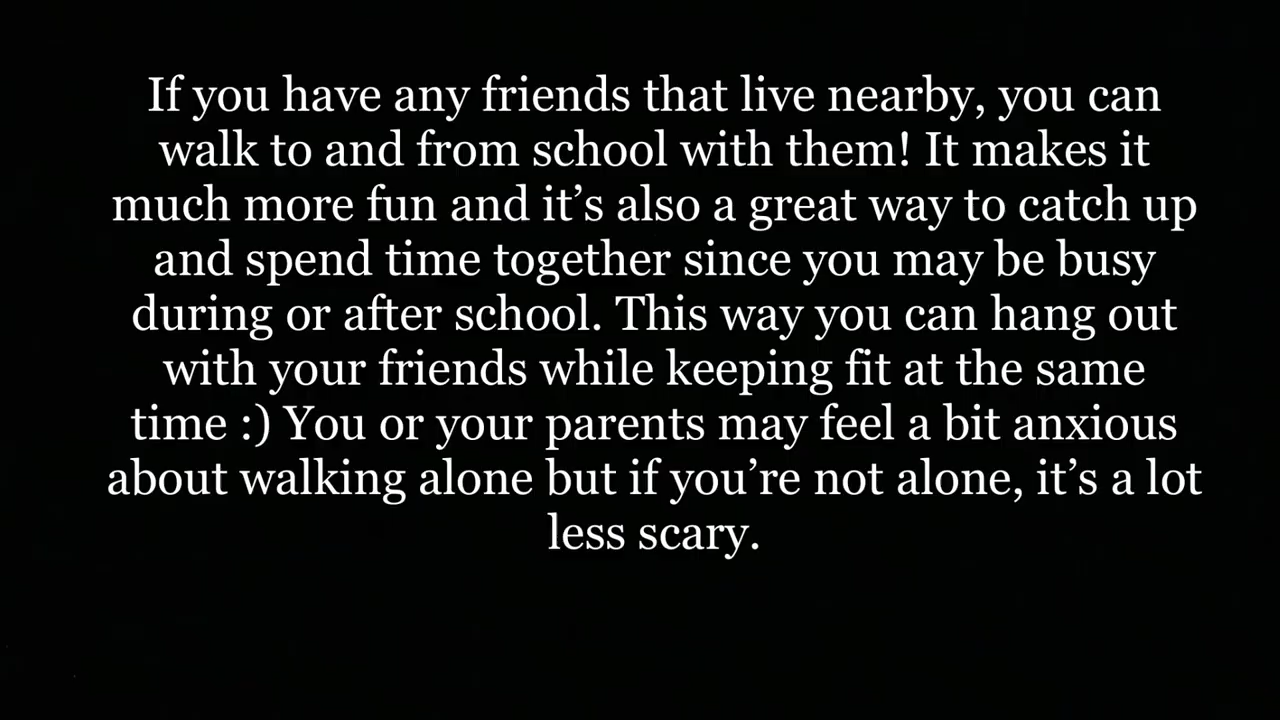 If you have any friends that live nearby, you can
walk to and from school with them! It makes it
much more fun and it’s also a great way to catch up
and spend time together since you may be busy
during or after school. This way you can hang out
with your friends while keeping fit at the same
time :) You or your parents may feel a bit anxious
about walking alone but if you’re not alone, it’s a lot
less scary.